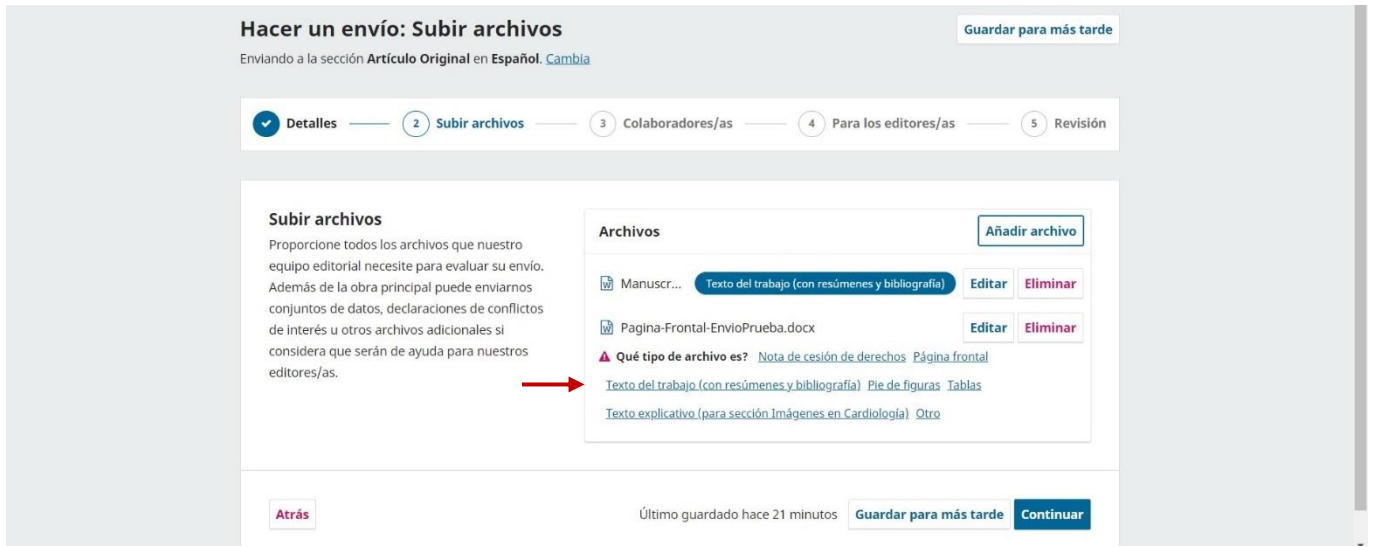 Hacer un envío: Subir archivos
Guardar para más tarde
Enviando a la sección Artículo Original en Español. Cambia
Detalles
2 Subir archivos
3 Colaboradores/as
4 Para los editores/as
5 Revisión
Subir archivos
Proporcione todos los archivos que nuestro
equipo editorial necesite para evaluar su envío.
Además de la obra principal puede enviarnos
conjuntos de datos, declaraciones de conflictos
de interés u otros archivos adicionales si
considera que serán de ayuda para nuestros
editores/as.
Archivos
Añadir archivo
Manuscr... Texto del trabajo (con resúmenes y bibliografía) Editar Eliminar
Pagina-Frontal-EnvioPrueba.docx Editar Eliminar
Qué tipo de archivo es? Nota de cesión de derechos Página frontal
Texto del trabajo (con resúmenes y bibliografía) Pie de figuras Tablas
Texto explicativo (para sección Imágenes en Cardiología) Otro
Atrás
Último guardado hace 21 minutos
Guardar para más tarde
Continuar